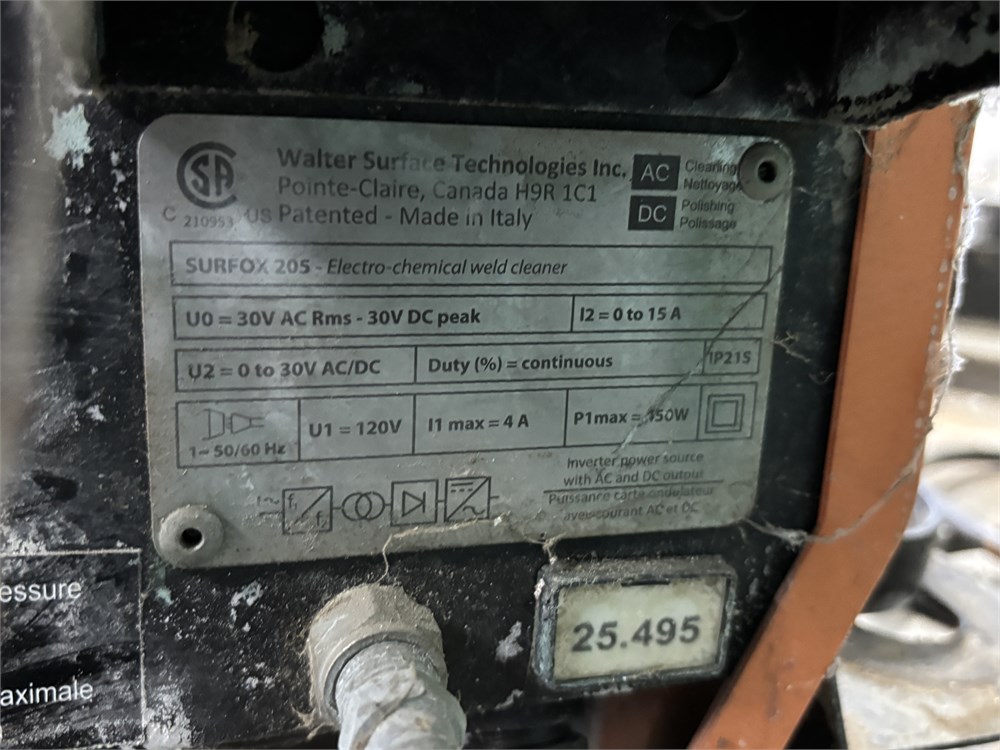 SA
C 210953 US
Walter Surface Technologies Inc.
Pointe-Claire, Canada H9R 1C1
Patented - Made in Italy
AC Cleaning
Nettoyage
DC Polishing
Polissage
SURFOX 205 - Electro-chemical weld cleaner
U0 = 30V AC Rms - 30V DC peak
I2 = 0 to 15 A
U2 = 0 to 30V AC/DC
Duty (%) = continuous
IP21S
1~ 50/60 Hz
U1 = 120V
I1 max = 4 A
P1max = 450W
Inverter power source
with AC and DC output
Puissance carte onduleteur
avec courant AC et DC
essure
aximale
25.495